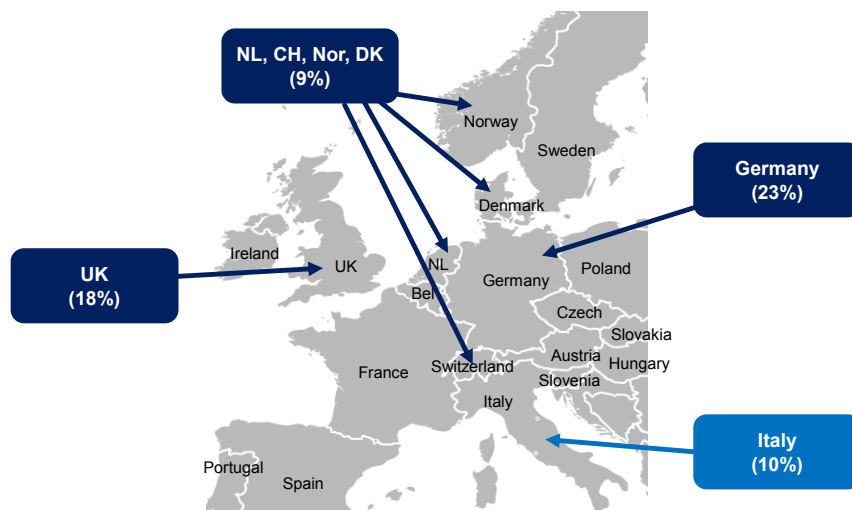 NL, CH, Nor, DK
(9%)
Norway
Sweden
Germany
(23%)
Denmark
Ireland
UK
NL
Poland
UK
(18%)
Germany
Bel
Czech
Slovakia
Austria
Hungary
France
Switzerland
Slovenia
Italy
Italy
(10%)
Portugal
Spain